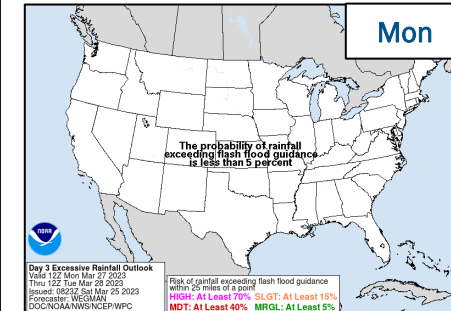 Mon
The probability of rainfall
exceeding flash flood guidance
is less than 5 percent
NOAA
Day 3 Excessive Rainfall Outlook
Valid 12Z Mon Mar 27 2023
Thru 12Z Tue Mar 28 2023
Issued: 0823Z Sat Mar 25 2023
Forecaster: WEGMAN
DOC/NOAA/NWS/NCEP/WPC
Risk of rainfall exceeding flash flood guidance
within 25 miles of a point
HIGH: At Least 70% SLGT: At Least 15%
MDT: At Least 40% MRGL: At Least 5%